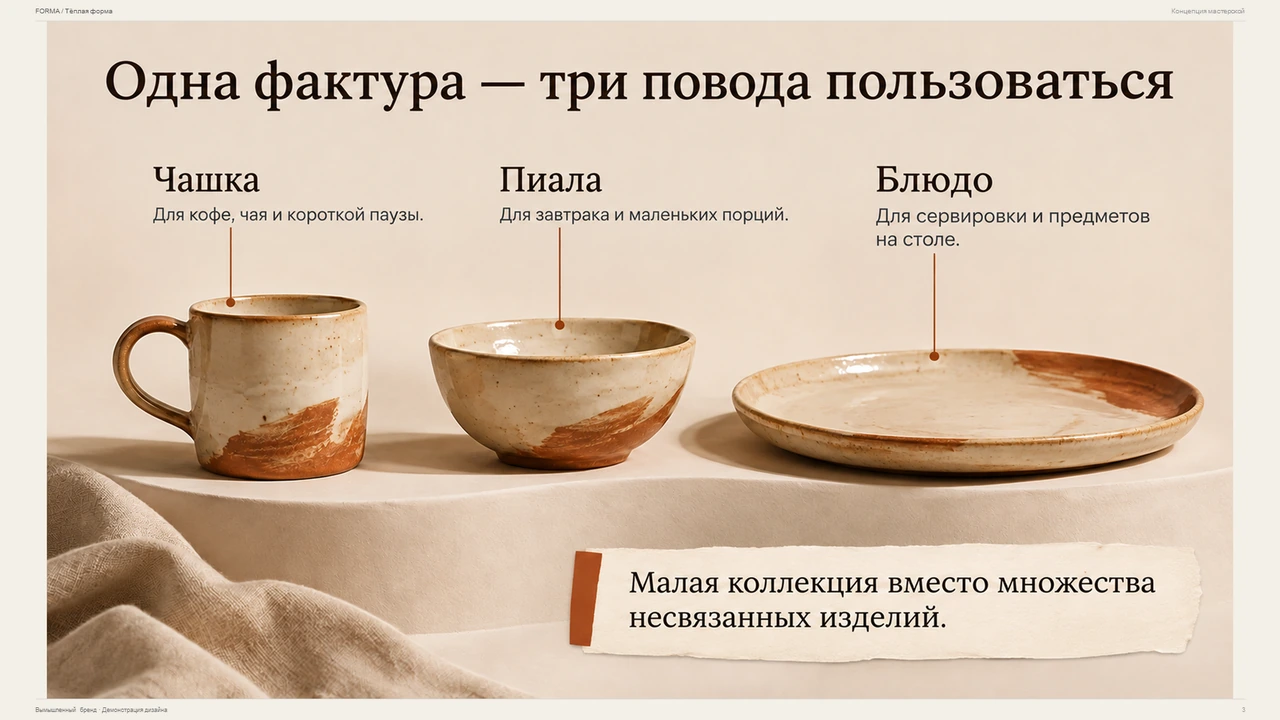 FORMA / Тёплая форма
Концепция мастерской
Одна фактура — три повода пользоваться
Чашка
Для кофе, чая и короткой паузы.
Пиала
Для завтрака и маленьких порций.
Блюдо
Для сервировки и предметов
на столе.
Малая коллекция вместо множества
несвязанных изделий.
Вымышленный бренд · Демонстрация дизайна
3